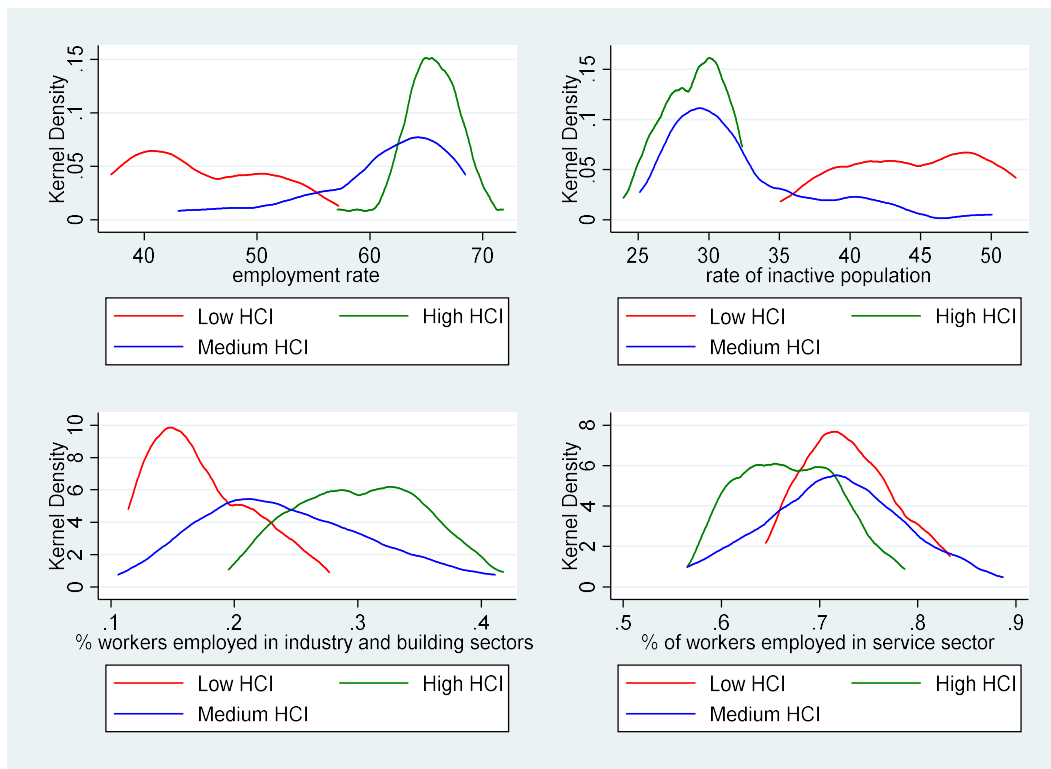 Kernel Density
0 .05 .1 .15
40 50 60 70
employment rate
Low HCI High HCI
Medium HCI
Kernel Density
0 .05 .1 .15
25 30 35 40 45 50
rate of inactive population
Low HCI High HCI
Medium HCI
Kernel Density
0 2 4 6 8 10
.1 .2 .3 .4
% workers employed in industry and building sectors
Low HCI High HCI
Medium HCI
Kernel Density
0 2 4 6 8
.5 .6 .7 .8 .9
% of workers employed in service sector
Low HCI High HCI
Medium HCI